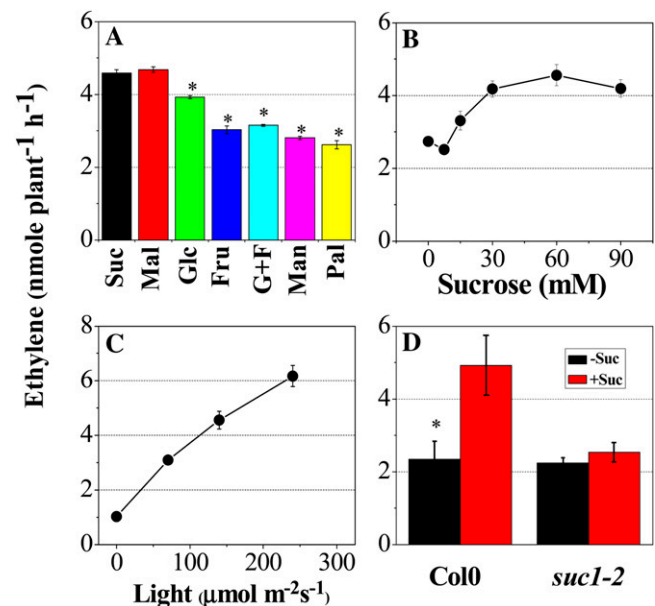 Ethylene (nmole plant⁻¹ h⁻¹)
A
6
4
2
0
* * * * *
Suc Mal Glc Fru G+F Man Pal
B
6
4
2
0
0 30 60 90
Sucrose (mM)
C
8
6
4
2
0
0 100 200 300
Light (μmol m⁻²s⁻¹)
D
6
4
2
0
-Suc
+Suc
*
Col0 suc1-2